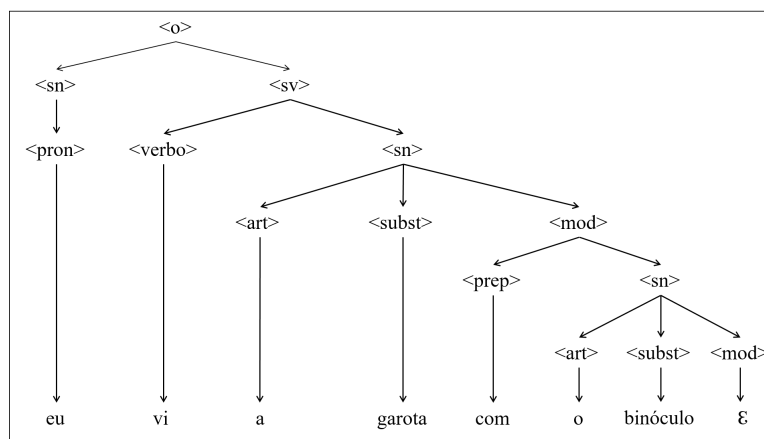 <o>
<sn> <sv>
<pron> <verbo> <sn>
<art> <subst> <mod>
<prep> <sn>
<art> <subst> <mod>
eu vi a garota com o binóculo ε